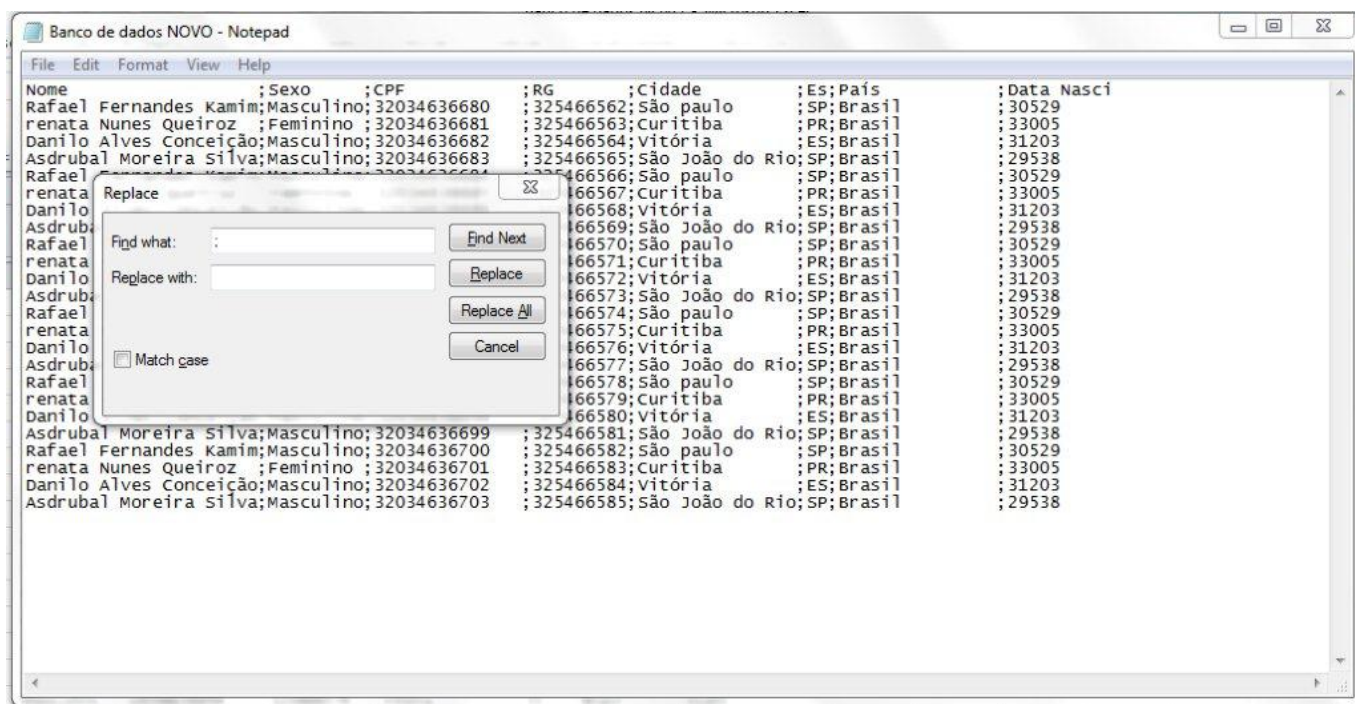 Banco de dados NOVO - Notepad
File Edit Format View Help
Nome ;Sexo ;CPF ;RG ;Cidade ;Es;País ;Data Nasci
Rafael Fernandes Kamim;Masculino;32034636680 ;325466562;São paulo ;SP;Brasil ;30529
renata Nunes Queiroz ;Feminino ;32034636681 ;325466563;Curitiba ;PR;Brasil ;33005
Danilo Alves Conceição;Masculino;32034636682 ;325466564;Vitória ;ES;Brasil ;31203
Asdrubal Moreira Silva;Masculino;32034636683 ;325466565;São João do Rio;SP;Brasil ;29538
Rafael 466566;São paulo ;SP;Brasil ;30529
renata 466567;Curitiba ;PR;Brasil ;33005
Danilo 466568;Vitória ;ES;Brasil ;31203
Asdruba 466569;São João do Rio;SP;Brasil ;29538
Rafael 466570;São paulo ;SP;Brasil ;30529
renata 466571;Curitiba ;PR;Brasil ;33005
Danilo 466572;Vitória ;ES;Brasil ;31203
Asdruba 466573;São João do Rio;SP;Brasil ;29538
Rafael 466574;São paulo ;SP;Brasil ;30529
renata 466575;Curitiba ;PR;Brasil ;33005
Danilo 466576;Vitória ;ES;Brasil ;31203
Asdruba 466577;São João do Rio;SP;Brasil ;29538
Rafael 466578;São paulo ;SP;Brasil ;30529
renata 466579;Curitiba ;PR;Brasil ;33005
Danilo 466580;Vitória ;ES;Brasil ;31203
Asdrubal Moreira Silva;Masculino;32034636699 ;325466581;São João do Rio;SP;Brasil ;29538
Rafael Fernandes Kamim;Masculino;32034636700 ;325466582;São paulo ;SP;Brasil ;30529
renata Nunes Queiroz ;Feminino ;32034636701 ;325466583;Curitiba ;PR;Brasil ;33005
Danilo Alves Conceição;Masculino;32034636702 ;325466584;Vitória ;ES;Brasil ;31203
Asdrubal Moreira Silva;Masculino;32034636703 ;325466585;São João do Rio;SP;Brasil ;29538
Replace
Find what: ; Find Next
Replace with: Replace
Replace All
Match case Cancel